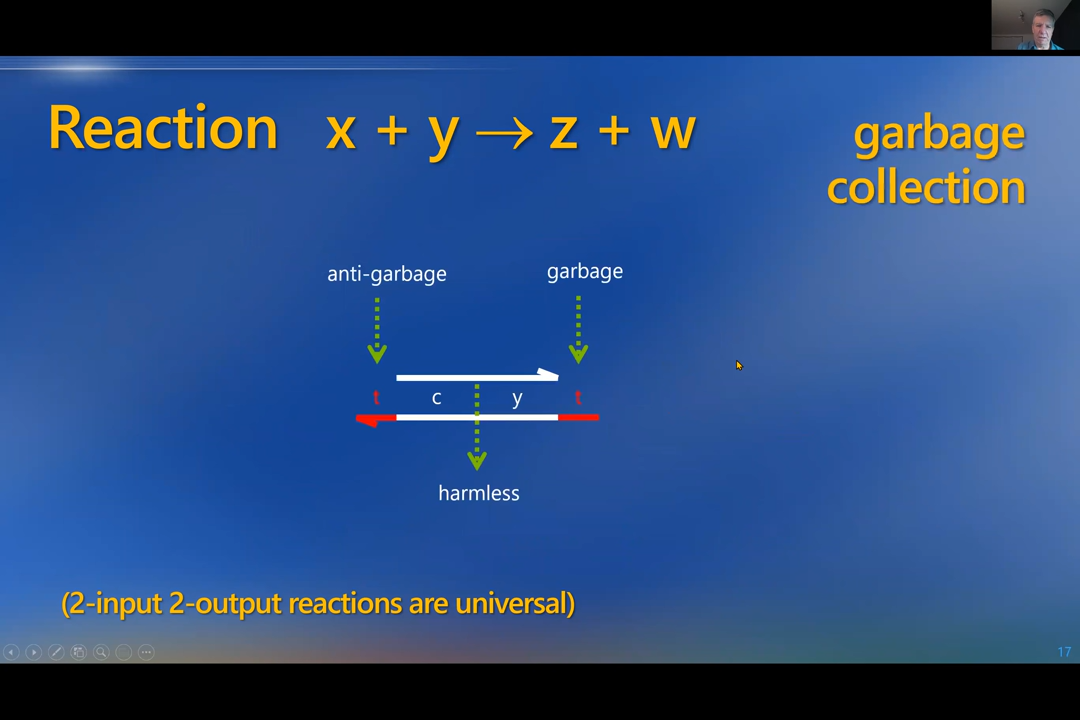 Reaction x + y → z + w
garbage
collection
anti-garbage
garbage
t
c
y
t
harmless
(2-input 2-output reactions are universal)
17